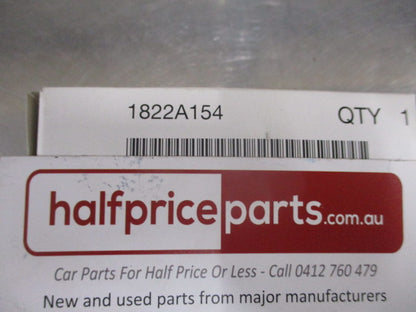 1822A154 QTY 1
halfpriceparts.com.au
Car Parts For Half Price Or Less - Call 0412 760 479
New and used parts from major manufacturers